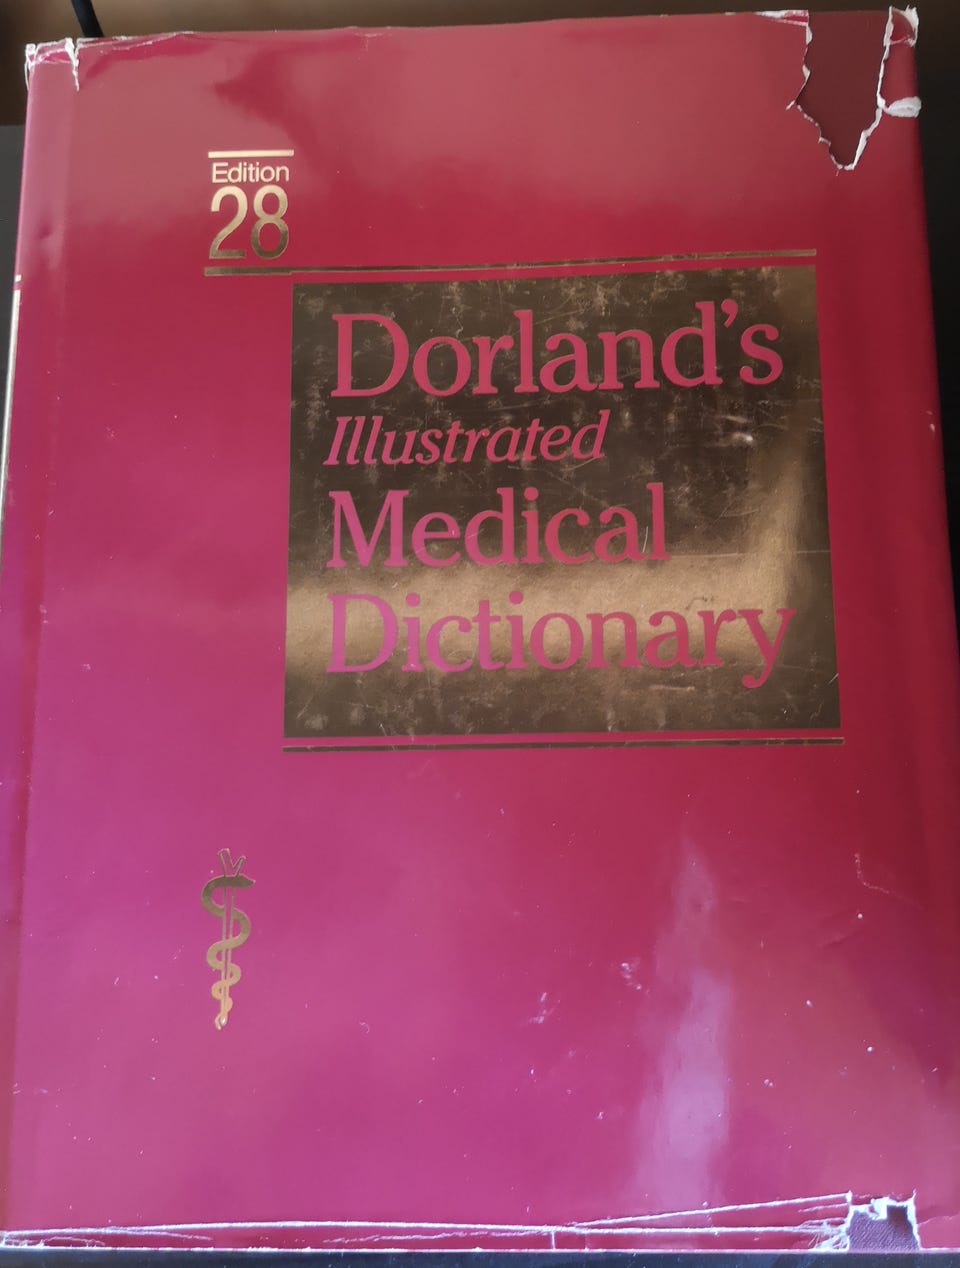 Edition
28
Dorland's
Illustrated
Medical
Dictionary